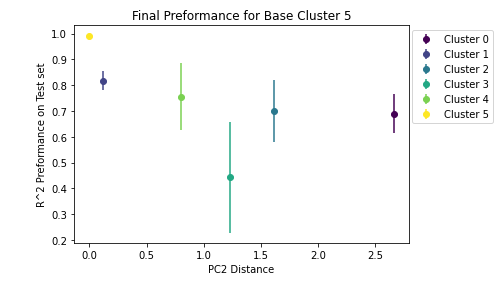 Final Preformance for Base Cluster 5
R^2 Preformance on Test set
1.0
0.9
0.8
0.7
0.6
0.5
0.4
0.3
0.2
0.0 0.5 1.0 1.5 2.0 2.5
PC2 Distance
Cluster 0
Cluster 1
Cluster 2
Cluster 3
Cluster 4
Cluster 5